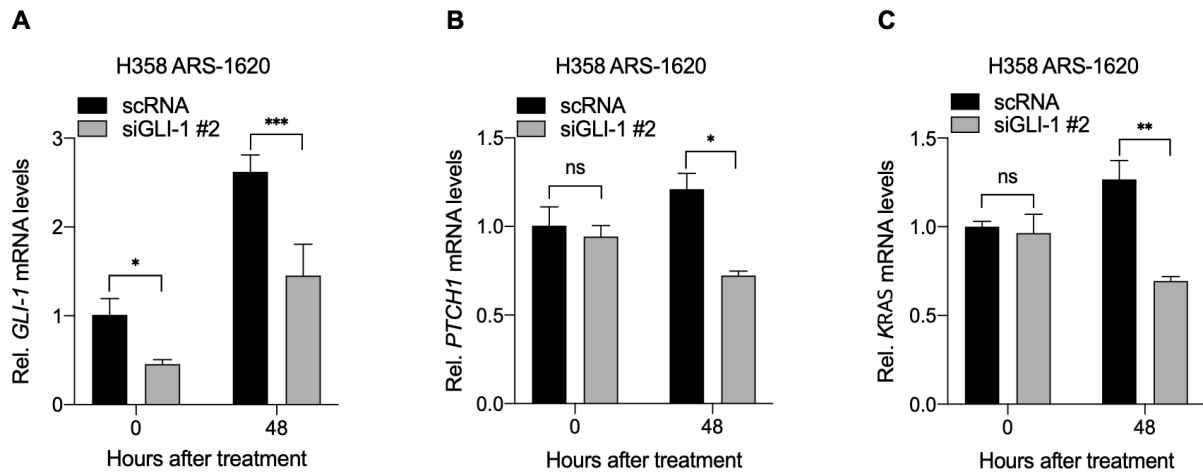 A
H358 ARS-1620
scRNA
siGLI-1 #2
Rel. GLI-1 mRNA levels
3
2
1
0
*
***
0
48
Hours after treatment
B
H358 ARS-1620
scRNA
siGLI-1 #2
Rel. PTCH1 mRNA levels
1.5
1.0
0.5
0.0
ns
*
0
48
Hours after treatment
C
H358 ARS-1620
scRNA
siGLI-1 #2
Rel. KRAS mRNA levels
1.5
1.0
0.5
0.0
ns
**
0
48
Hours after treatment